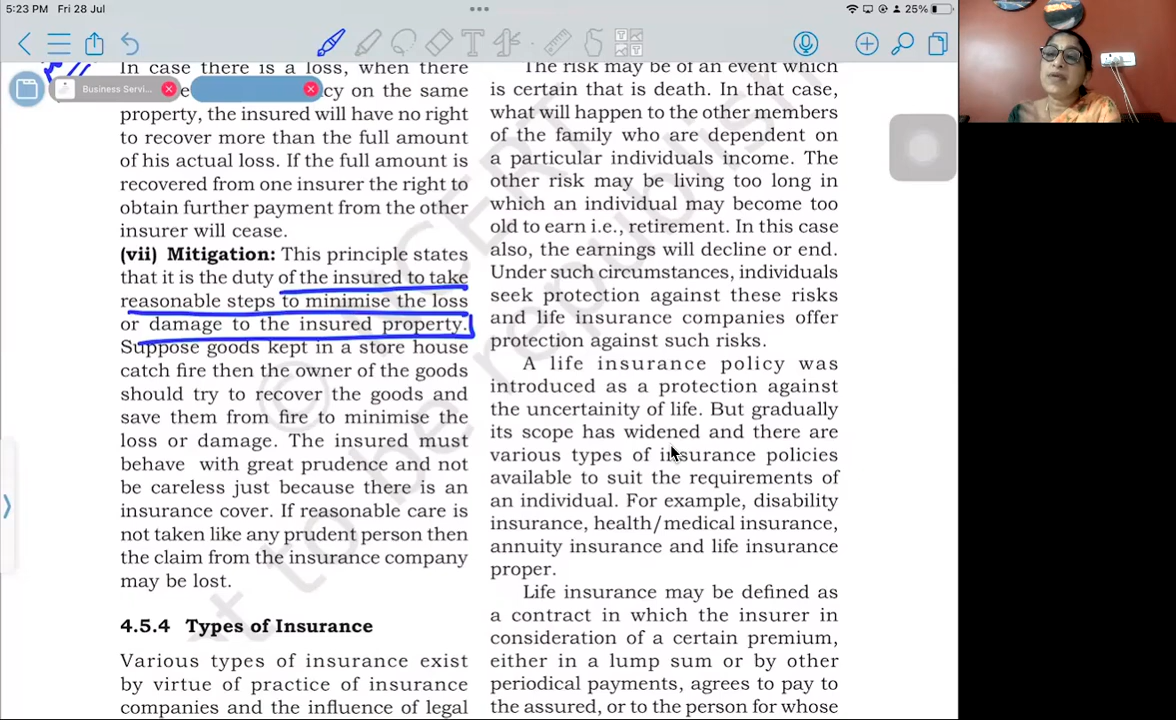 5:23 PM Fri 28 Jul
25%
Business Servi...
In case there is a loss, when there
cy on the same
property, the insured will have no right
to recover more than the full amount
of his actual loss. If the full amount is
recovered from one insurer the right to
obtain further payment from the other
insurer will cease.
(vii) Mitigation: This principle states
that it is the duty of the insured to take
reasonable steps to minimise the loss
or damage to the insured property.
Suppose goods kept in a store house
catch fire then the owner of the goods
should try to recover the goods and
save them from fire to minimise the
loss or damage. The insured must
behave with great prudence and not
be careless just because there is an
insurance cover. If reasonable care is
not taken like any prudent person then
the claim from the insurance company
may be lost.
4.5.4 Types of Insurance
Various types of insurance exist
by virtue of practice of insurance
companies and the influence of legal
The risk may be of an event which
is certain that is death. In that case,
what will happen to the other members
of the family who are dependent on
a particular individuals income. The
other risk may be living too long in
which an individual may become too
old to earn i.e., retirement. In this case
also, the earnings will decline or end.
Under such circumstances, individuals
seek protection against these risks
and life insurance companies offer
protection against such risks.
A life insurance policy was
introduced as a protection against
the uncertainity of life. But gradually
its scope has widened and there are
various types of insurance policies
available to suit the requirements of
an individual. For example, disability
insurance, health/medical insurance,
annuity insurance and life insurance
proper.
Life insurance may be defined as
a contract in which the insurer in
consideration of a certain premium,
either in a lump sum or by other
periodical payments, agrees to pay to
the assured, or to the person for whose
© NCERT
not to be republish